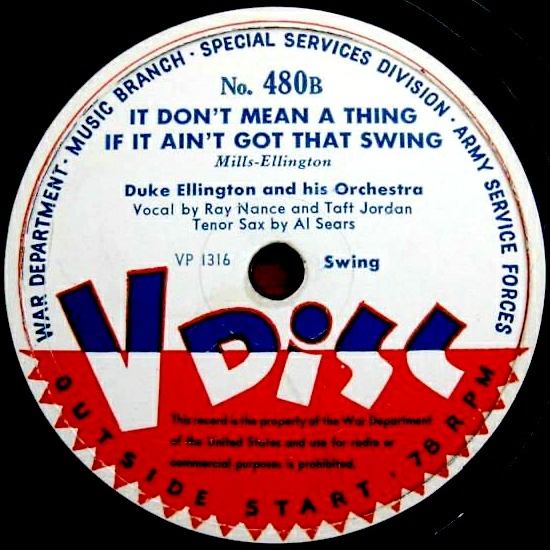 WAR DEPARTMENT · MUSIC BRANCH · SPECIAL SERVICES DIVISION · ARMY SERVICE FORCES
No. 480B
IT DON'T MEAN A THING
IF IT AIN'T GOT THAT SWING
Mills-Ellington
Duke Ellington and his Orchestra
Vocal by Ray Nance and Taft Jordan
Tenor Sax by Al Sears
VP 1316 Swing
V DISC
This record is the property of the War Department
of the United States and use for radio or
commercial purposes is prohibited.
OUTSIDE START · 78 RPM